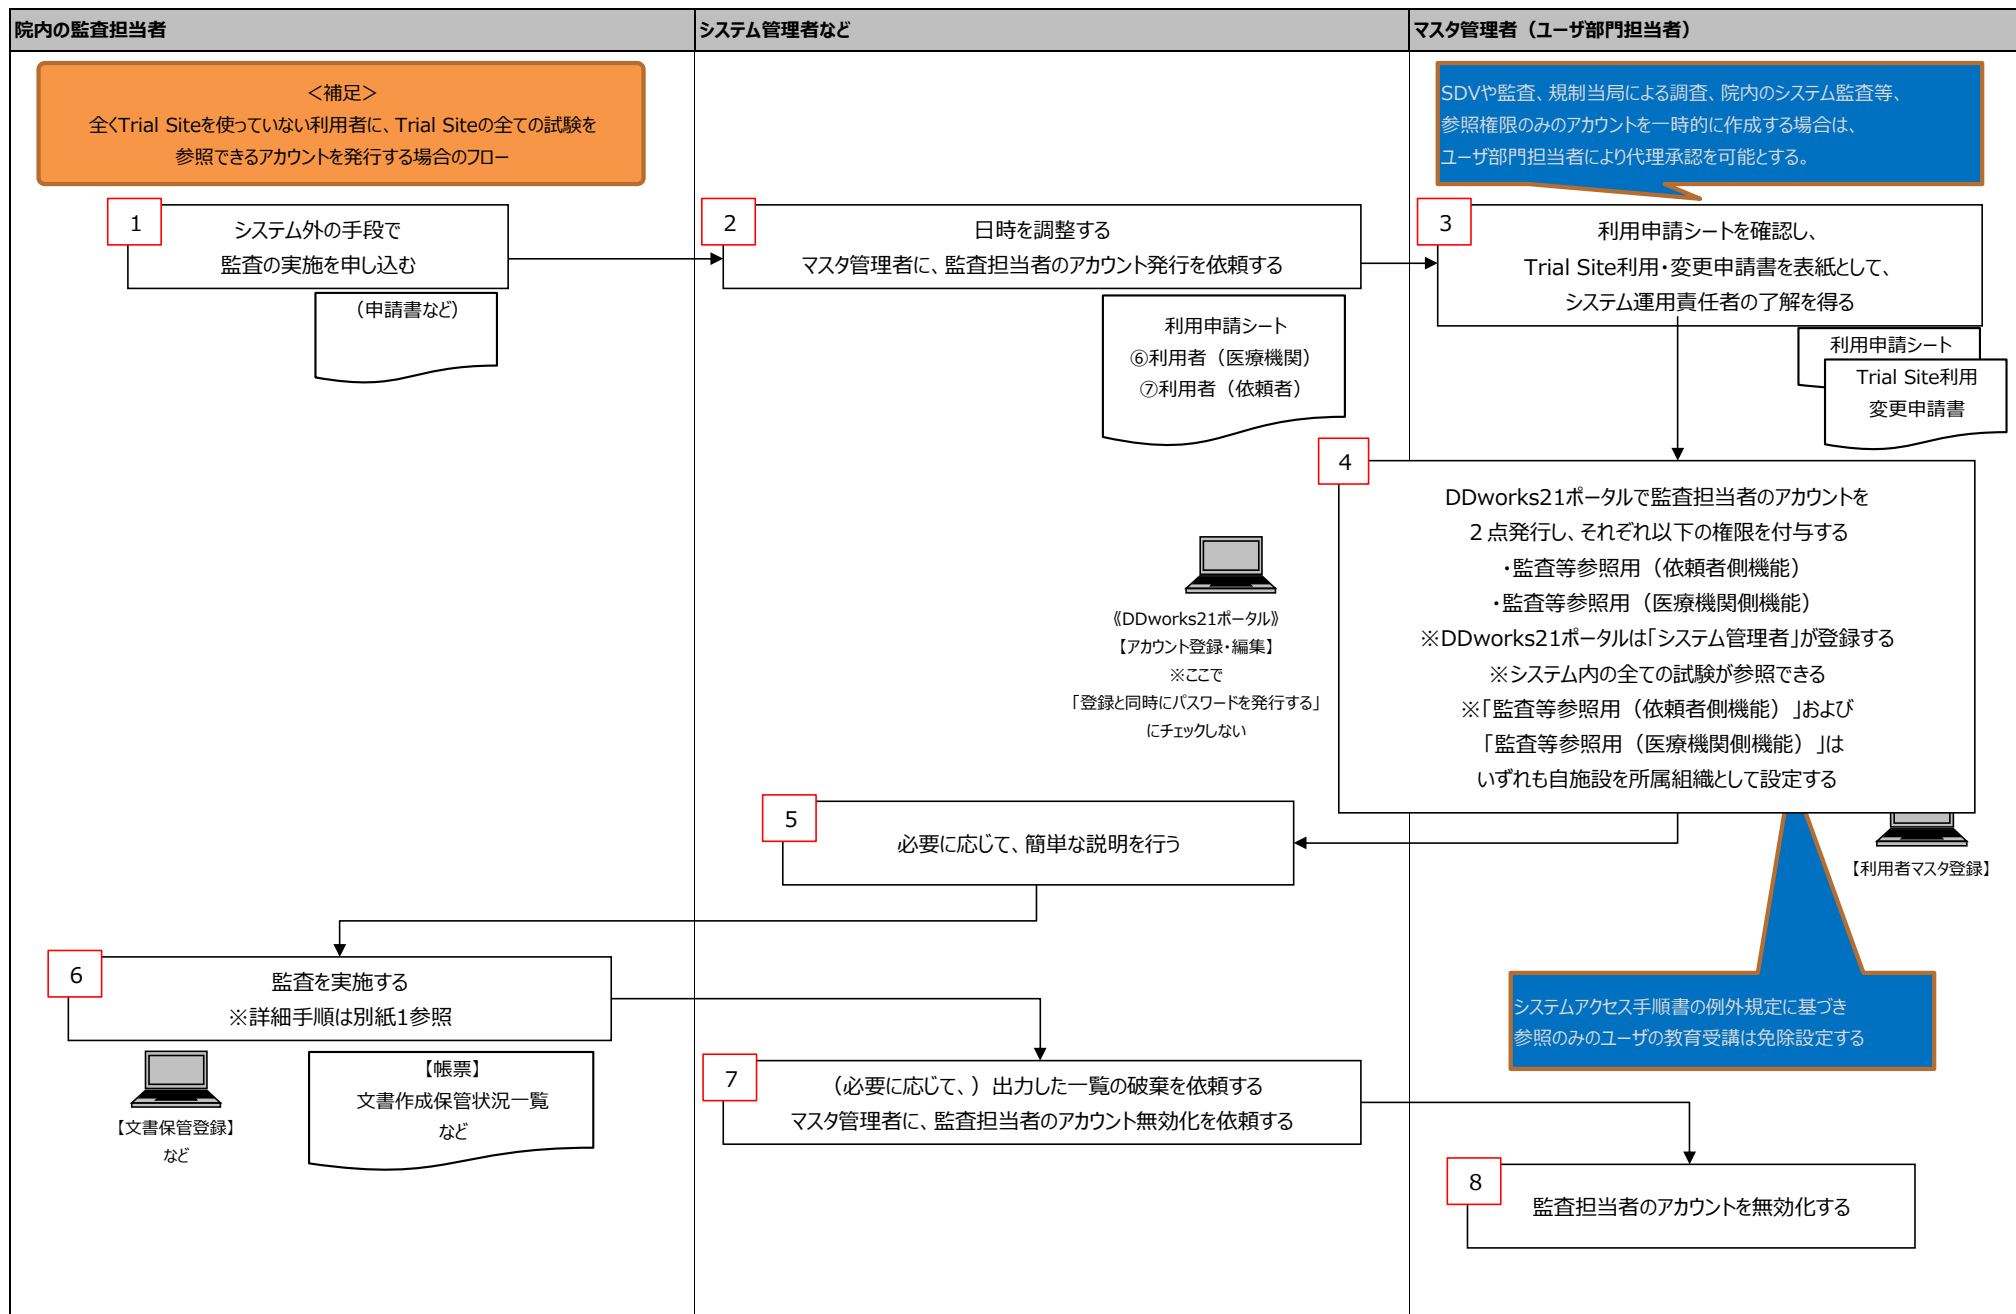 院内の監査担当者
システム管理者など
マスタ管理者（ユーザ部門担当者）
＜補足＞
全くTrial Siteを使っていない利用者に、Trial Siteの全ての試験を
参照できるアカウントを発行する場合のフロー
SDVや監査、規制当局による調査、院内のシステム監査等、
参照権限のみのアカウントを一時的に作成する場合は、
ユーザ部門担当者により代理承認を可能とする。
1
システム外の手段で
監査の実施を申し込む
（申請書など）
2
日時を調整する
マスタ管理者に、監査担当者のアカウント発行を依頼する
利用申請シート
⑥利用者（医療機関）
⑦利用者（依頼者）
3
利用申請シートを確認し、
Trial Site利用・変更申請書を表紙として、
システム運用責任者の了解を得る
利用申請シート
Trial Site利用
変更申請書
4
DDworks21ポータルで監査担当者のアカウントを
２点発行し、それぞれ以下の権限を付与する
・監査等参照用（依頼者側機能）
・監査等参照用（医療機関側機能）
※DDworks21ポータルは「システム管理者」が登録する
※システム内の全ての試験が参照できる
※「監査等参照用（依頼者側機能）」および
「監査等参照用（医療機関側機能）」は
いずれも自施設を所属組織として設定する
《DDworks21ポータル》
【アカウント登録・編集】
※ここで
「登録と同時にパスワードを発行する」
にチェックしない
5
必要に応じて、簡単な説明を行う
【利用者マスタ登録】
6
監査を実施する
※詳細手順は別紙1参照
【文書保管登録】
など
【帳票】
文書作成保管状況一覧
など
システムアクセス手順書の例外規定に基づき
参照のみのユーザの教育受講は免除設定する
7
（必要に応じて、）出力した一覧の破棄を依頼する
マスタ管理者に、監査担当者のアカウント無効化を依頼する
8
監査担当者のアカウントを無効化する